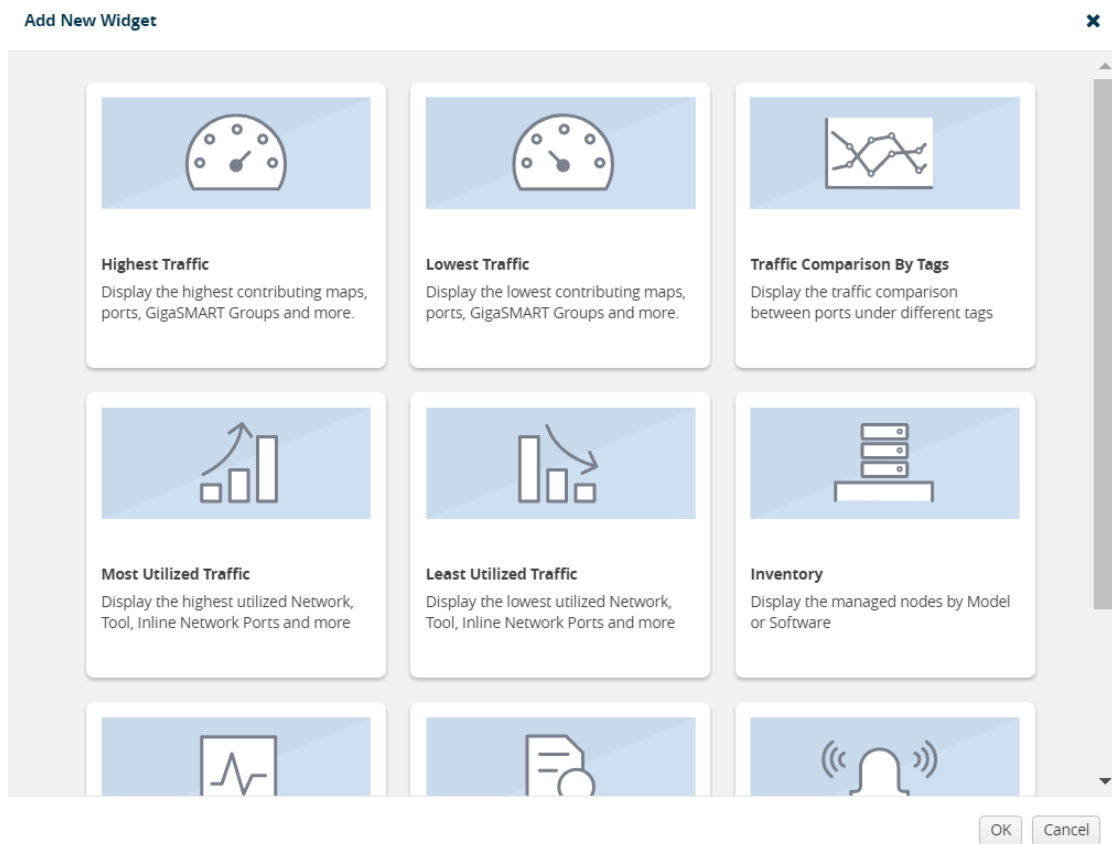 Add New Widget
Highest Traffic
Display the highest contributing maps,
ports, GigaSMART Groups and more.
Lowest Traffic
Display the lowest contributing maps,
ports, GigaSMART Groups and more.
Traffic Comparison By Tags
Display the traffic comparison
between ports under different tags
Most Utilized Traffic
Display the highest utilized Network,
Tool, Inline Network Ports and more
Least Utilized Traffic
Display the lowest utilized Network,
Tool, Inline Network Ports and more
Inventory
Display the managed nodes by Model
or Software
OK
Cancel